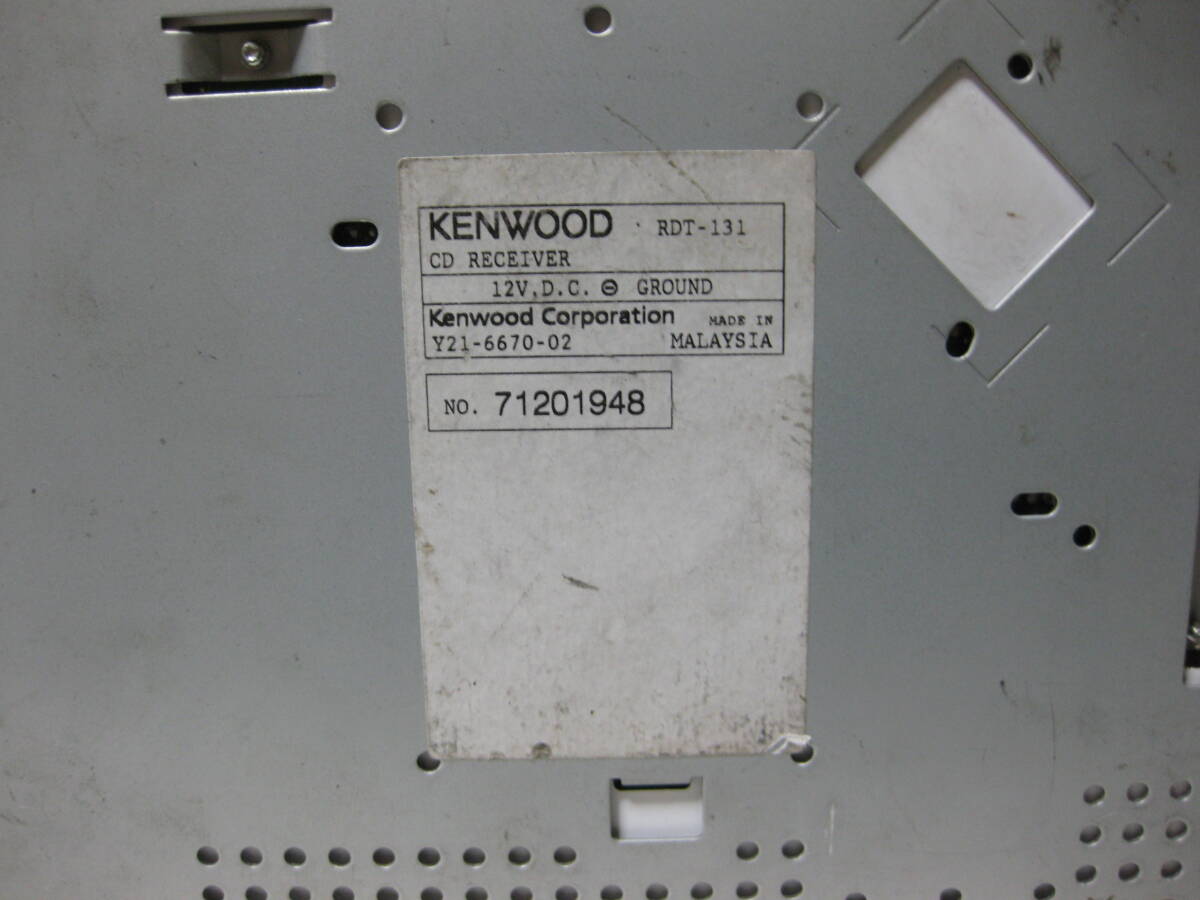 KENWOOD RDT-131
CD RECEIVER
12V,D.C. ⊖ GROUND
Kenwood Corporation MADE IN
Y21-6670-02 MALAYSIA
NO. 71201948